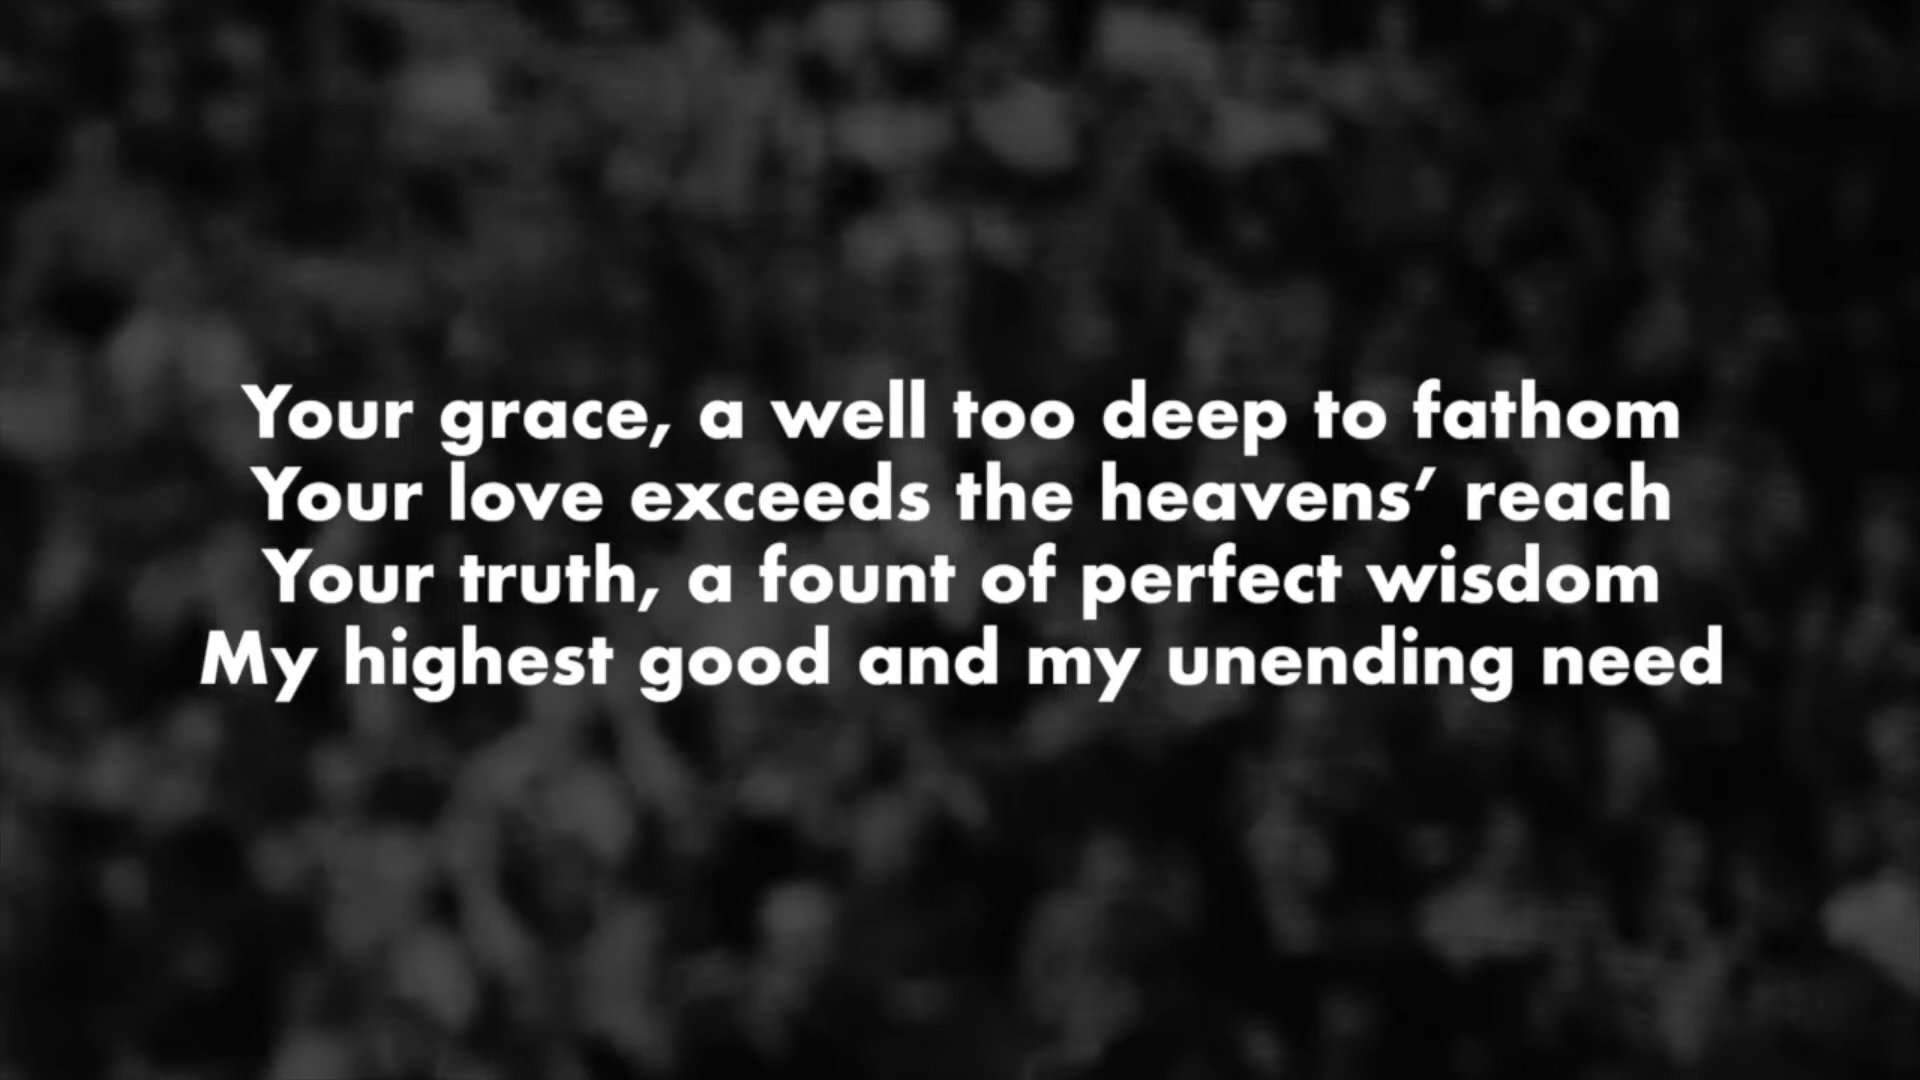 Your grace, a well too deep to fathom
Your love exceeds the heavens’ reach
Your truth, a fount of perfect wisdom
My highest good and my unending need